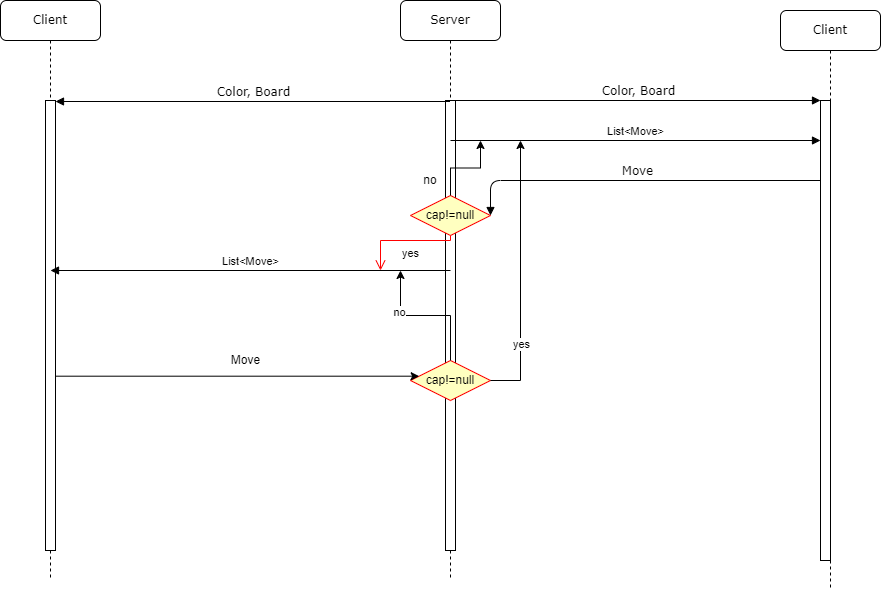 Client
Server
Client
Color, Board
Color, Board
List<Move>
Move
no
cap!=null
yes
List<Move>
no
yes
Move
cap!=null